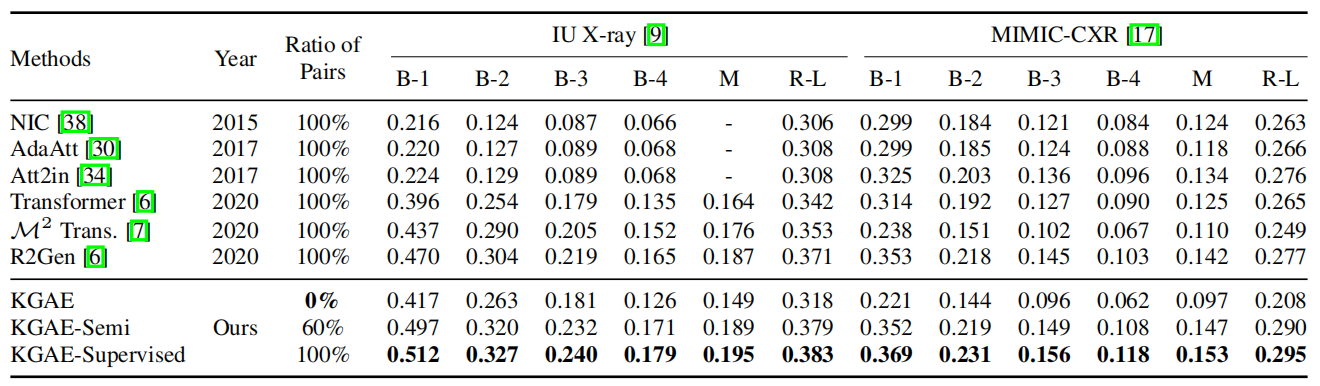 Methods Year Ratio of Pairs IU X-ray [9] MIMIC-CXR [17]
B-1 B-2 B-3 B-4 M R-L B-1 B-2 B-3 B-4 M R-L
NIC [38] 2015 100% 0.216 0.124 0.087 0.066 - 0.306 0.299 0.184 0.121 0.084 0.124 0.263
AdaAtt [30] 2017 100% 0.220 0.127 0.089 0.068 - 0.308 0.299 0.185 0.124 0.088 0.118 0.266
Att2in [34] 2017 100% 0.224 0.129 0.089 0.068 - 0.308 0.325 0.203 0.136 0.096 0.134 0.276
Transformer [6] 2020 100% 0.396 0.254 0.179 0.135 0.164 0.342 0.314 0.192 0.127 0.090 0.125 0.265
M² Trans. [7] 2020 100% 0.437 0.290 0.205 0.152 0.176 0.353 0.238 0.151 0.102 0.067 0.110 0.249
R2Gen [6] 2020 100% 0.470 0.304 0.219 0.165 0.187 0.371 0.353 0.218 0.145 0.103 0.142 0.277
KGAE 0% 0.417 0.263 0.181 0.126 0.149 0.318 0.221 0.144 0.096 0.062 0.097 0.208
KGAE-Semi Ours 60% 0.497 0.320 0.232 0.171 0.189 0.379 0.352 0.219 0.149 0.108 0.147 0.290
KGAE-Supervised 100% 0.512 0.327 0.240 0.179 0.195 0.383 0.369 0.231 0.156 0.118 0.153 0.295